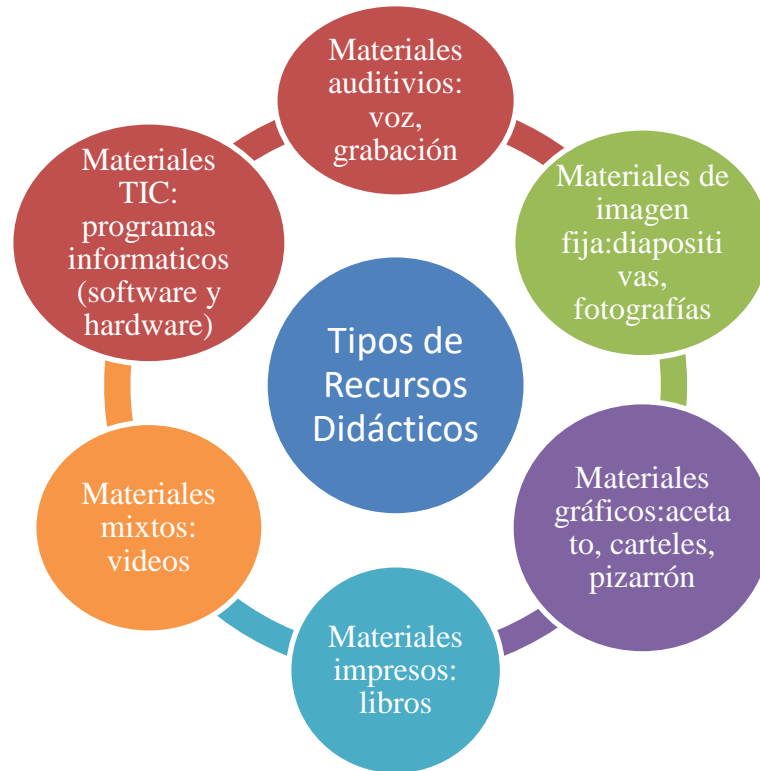 Materiales
auditivios:
voz,
grabación
Materiales de
imagen
fija:diapositi
vas,
fotografías
Materiales
gráficos:aceta
to, carteles,
pizarrón
Materiales
impresos:
libros
Materiales
mixtos:
videos
Materiales
TIC:
programas
informaticos
(software y
hardware)
Tipos de
Recursos
Didácticos